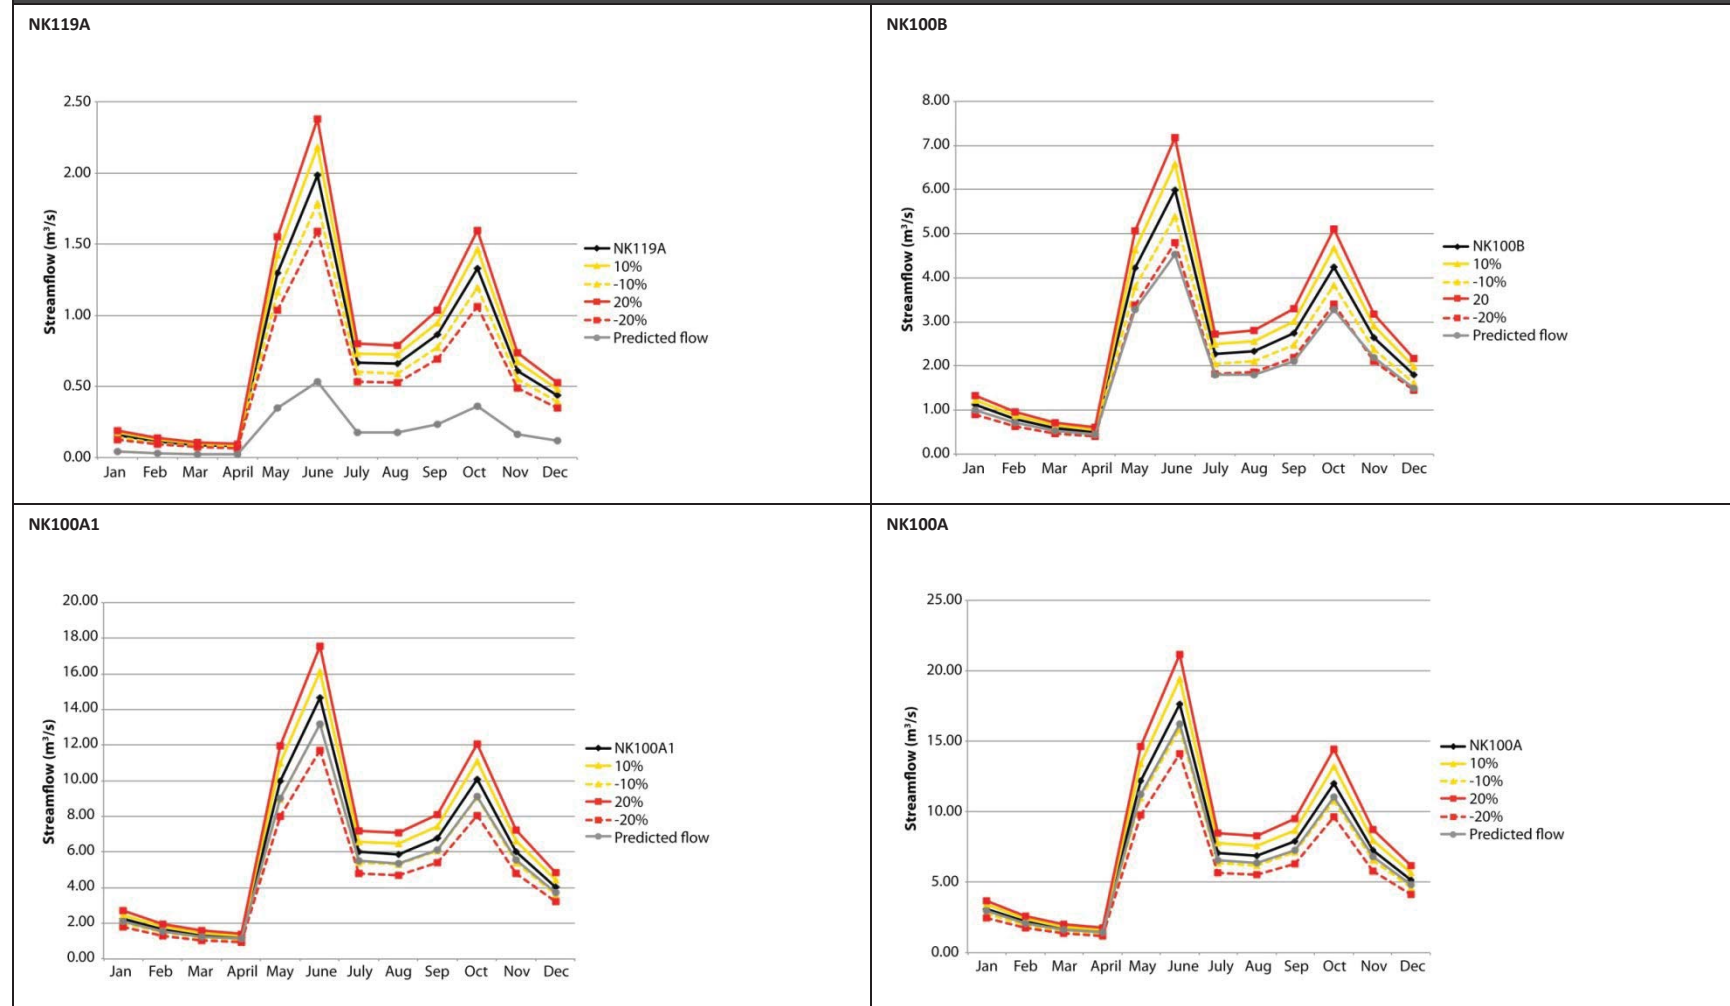 NK119A
2.50
2.00
1.50
1.00
0.50
0.00
Streamflow (m³/s)
Jan Feb Mar April May June July Aug Sep Oct Nov Dec
NK119A
10%
-10%
20%
-20%
Predicted flow
NK100B
8.00
7.00
6.00
5.00
4.00
3.00
2.00
1.00
0.00
Streamflow (m³/s)
Jan Feb Mar April May June July Aug Sep Oct Nov Dec
NK100B
10%
-10%
20
-20%
Predicted flow
NK100A1
20.00
18.00
16.00
14.00
12.00
10.00
8.00
6.00
4.00
2.00
0.00
Streamflow (m³/s)
Jan Feb Mar April May June July Aug Sep Oct Nov Dec
NK100A1
10%
-10%
20%
-20%
Predicted flow
NK100A
25.00
20.00
15.00
10.00
5.00
0.00
Streamflow (m³/s)
Jan Feb Mar April May June July Aug Sep Oct Nov Dec
NK100A
10%
-10%
20%
-20%
Predicted flow